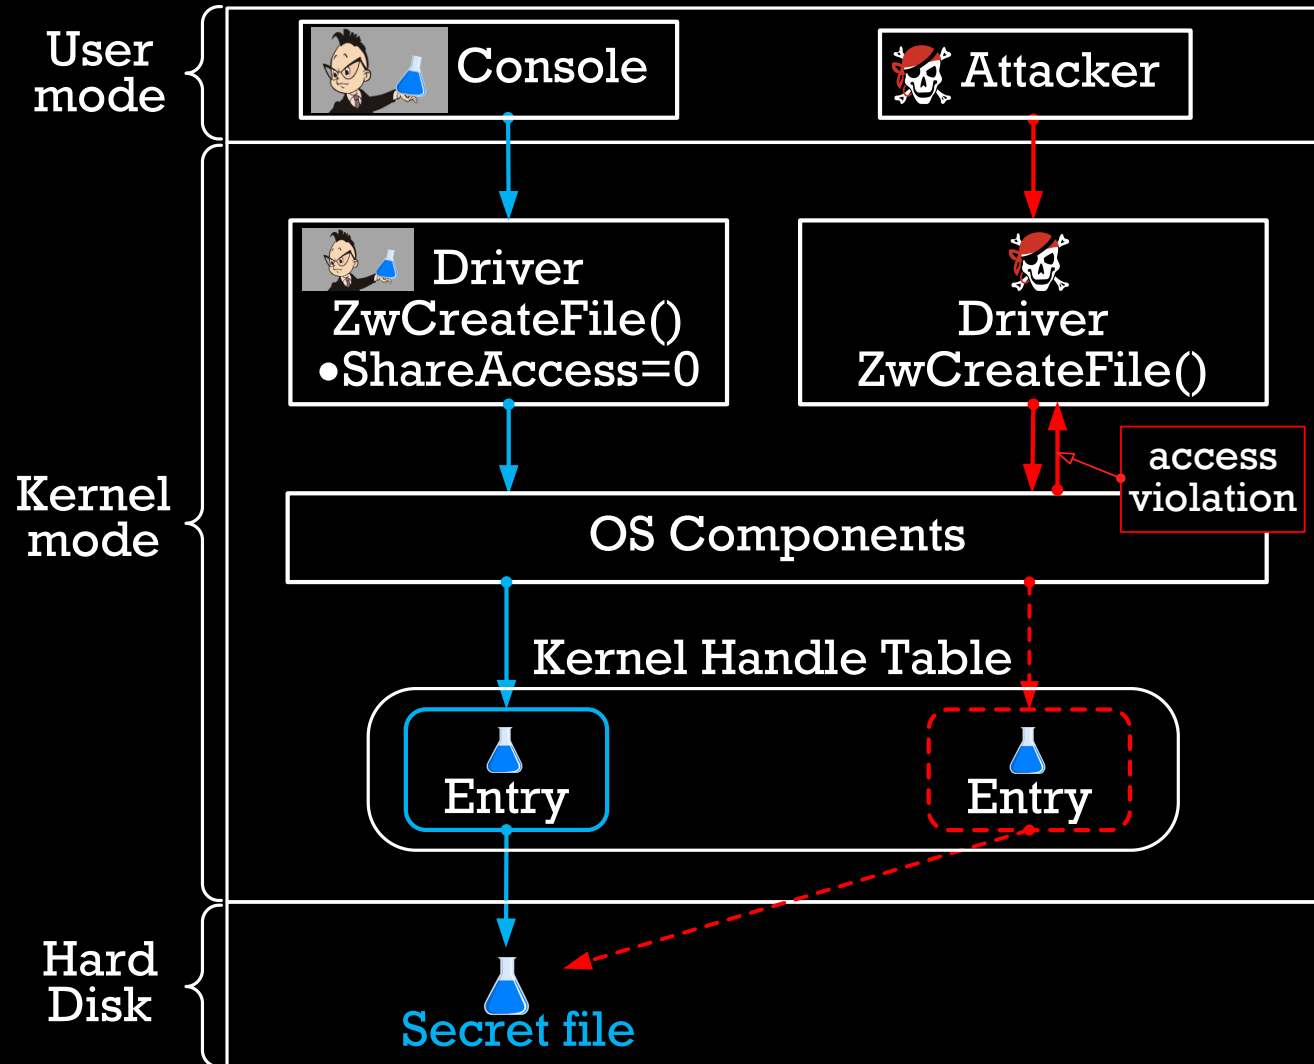 User
mode
Console
Attacker
Driver
ZwCreateFile()
•ShareAccess=0
Driver
ZwCreateFile()
access
violation
Kernel
mode
OS Components
Kernel Handle Table
Entry
Entry
Hard
Disk
Secret file